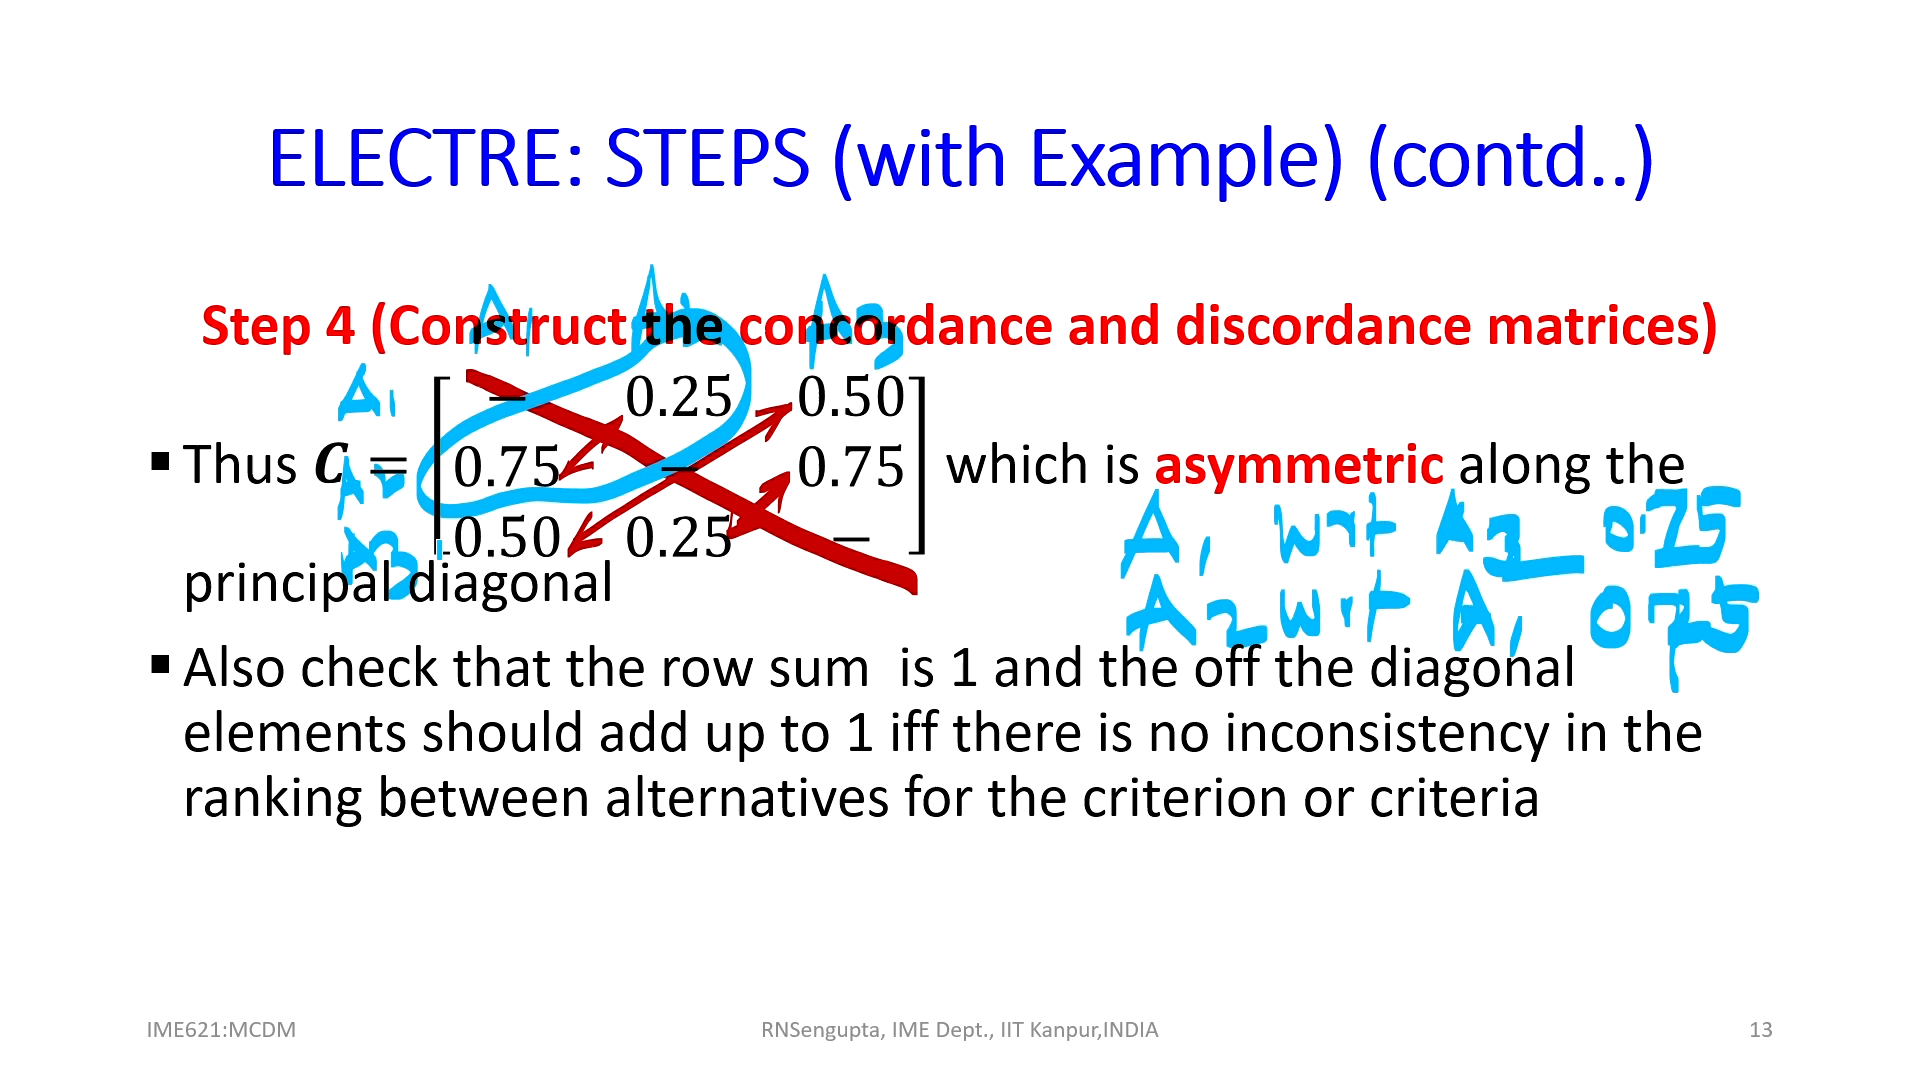 ELECTRE: STEPS (with Example) (contd..)
Step 4 (Construct the concordance and discordance matrices)
A1 A2 A3
A1 − 0.25 0.50
▪ Thus C = A2 0.75 − 0.75 which is asymmetric along the
A3 0.50 0.25 −
principal diagonal
A1 wrt A2 0.75
A2 wrt A1 0.75
▪ Also check that the row sum is 1 and the off the diagonal
elements should add up to 1 iff there is no inconsistency in the
ranking between alternatives for the criterion or criteria
IME621:MCDM RNSengupta, IME Dept., IIT Kanpur,INDIA 13